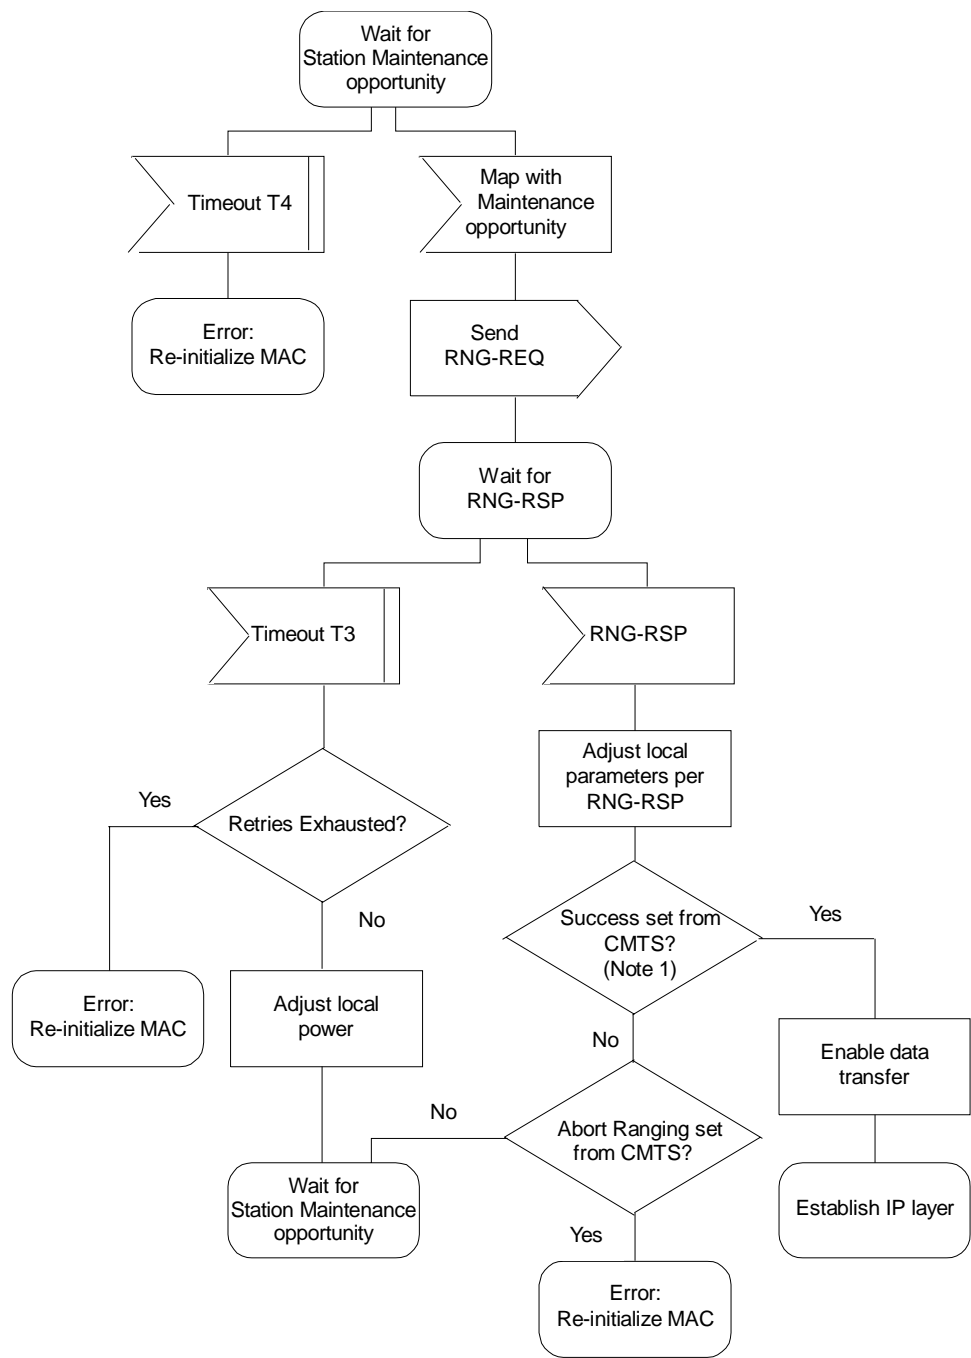 Wait for
Station Maintenance
opportunity
Timeout T4
Map with
Maintenance
opportunity
Error:
Re-initialize MAC
Send
RNG-REQ
Wait for
RNG-RSP
Timeout T3
RNG-RSP
Adjust local
parameters per
RNG-RSP
Yes
Retries Exhausted?
No
Success set from
CMTS?
(Note 1)
Yes
Error:
Re-initialize MAC
Adjust local
power
No
Enable data
transfer
No
Abort Ranging set
from CMTS?
Wait for
Station Maintenance
opportunity
Establish IP layer
Yes
Error:
Re-initialize MAC